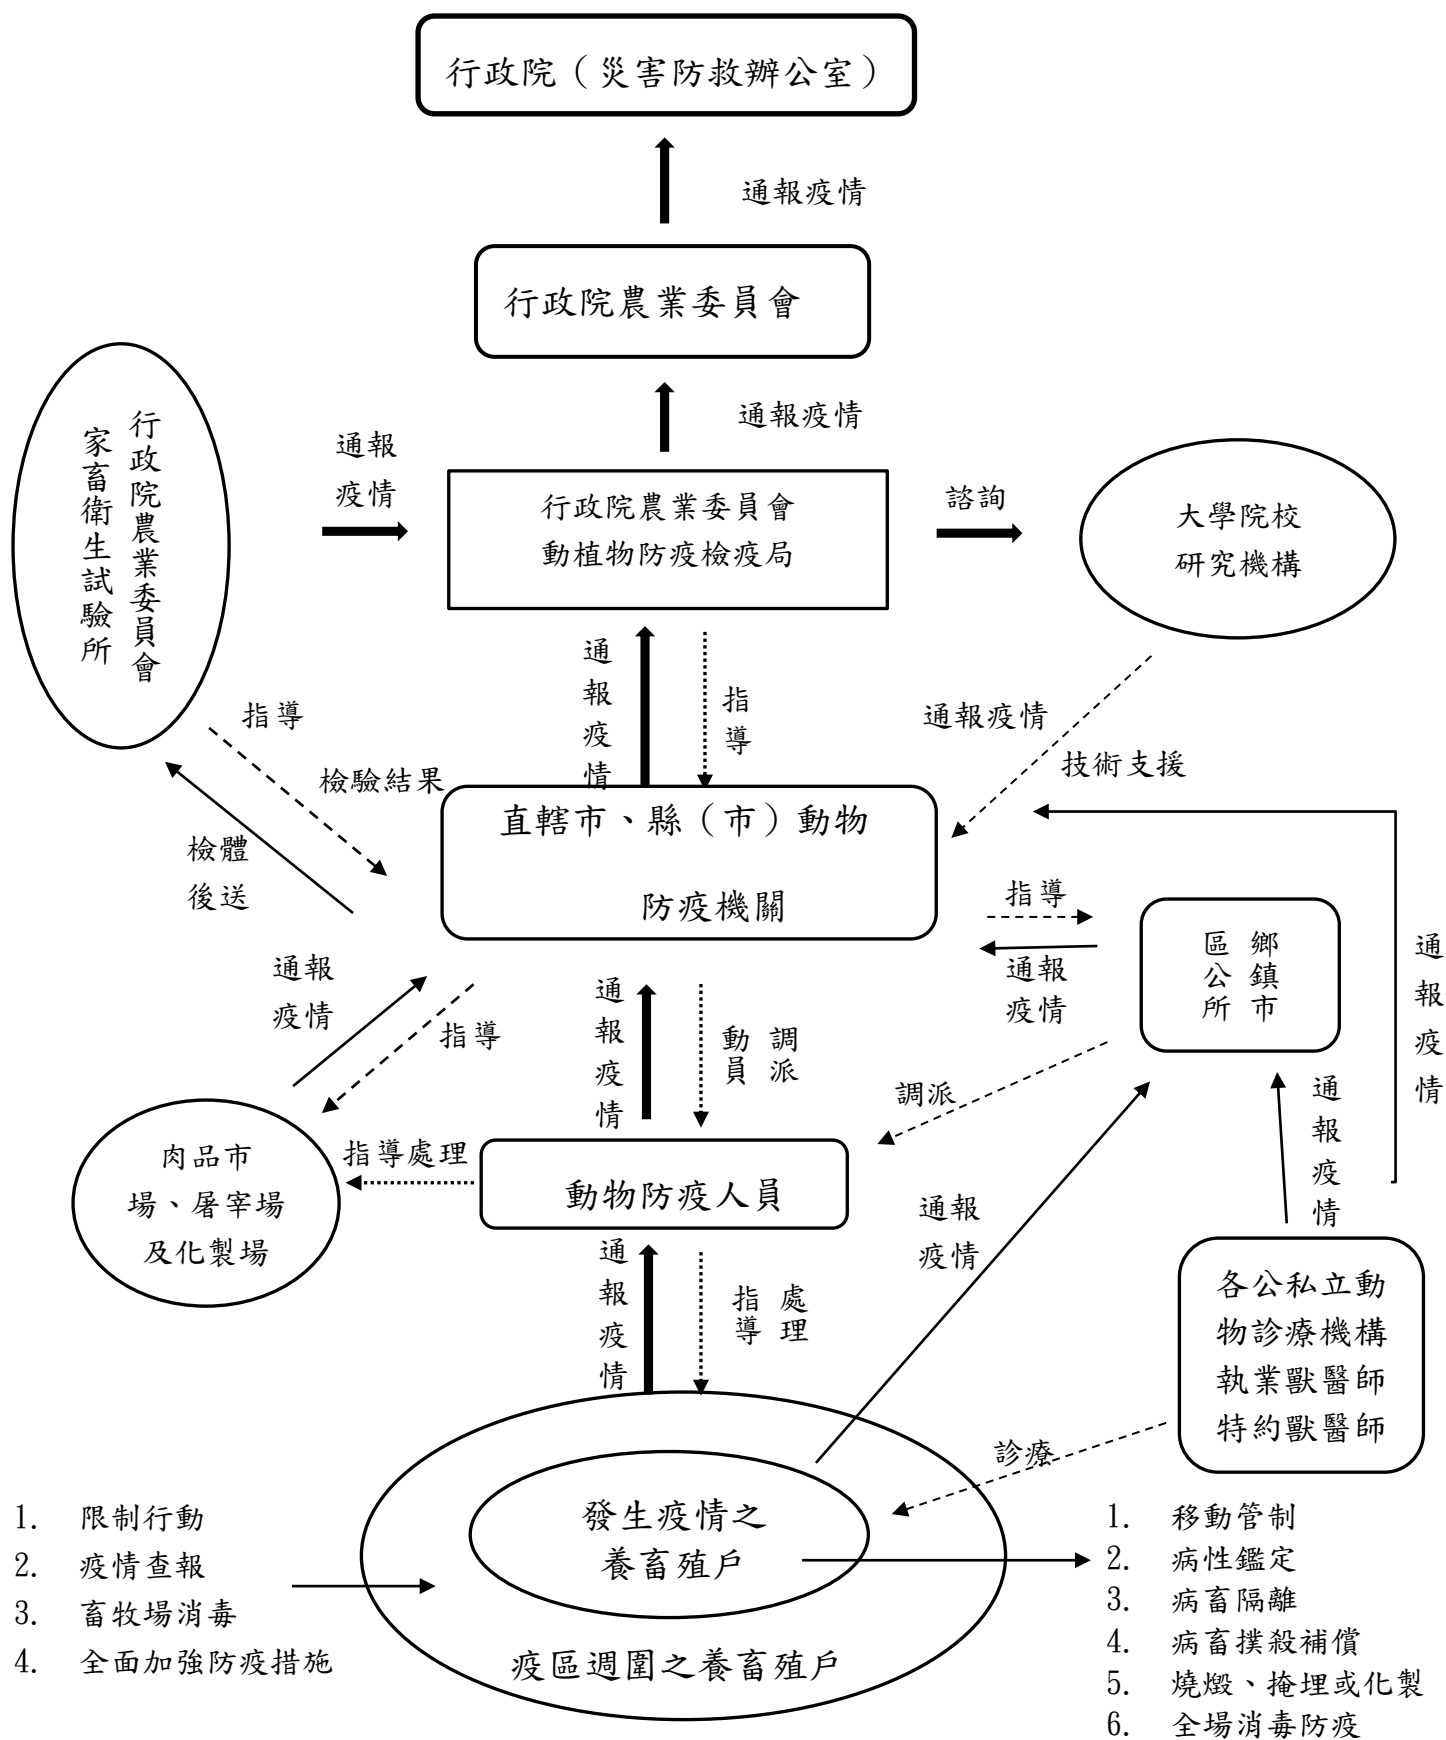 行政院（災害防救辦公室）
通報疫情
行政院農業委員會
通報疫情
行政院農業委員會
家畜衛生試驗所
通報
疫情
行政院農業委員會
動植物防疫檢疫局
諮詢
大學院校
研究機構
通報疫情
指導
指導
檢驗結果
檢體
後送
通報疫情
技術支援
直轄市、縣（市）動物
防疫機關
指導
通報
疫情
鄉鎮市
區公所
通報疫情
通報
疫情
指導
通報疫情
調派
動員
調派
通報疫情
肉品市
場、屠宰場
及化製場
指導處理
動物防疫人員
通報
疫情
通報疫情
處理
指導
各公私立動
物診療機構
執業獸醫師
特約獸醫師
診療
發生疫情之
養畜殖戶
疫區週圍之養畜殖戶
1. 限制行動
2. 疫情查報
3. 畜牧場消毒
4. 全面加強防疫措施
1. 移動管制
2. 病性鑑定
3. 病畜隔離
4. 病畜撲殺補償
5. 燒燬、掩埋或化製
6. 全場消毒防疫